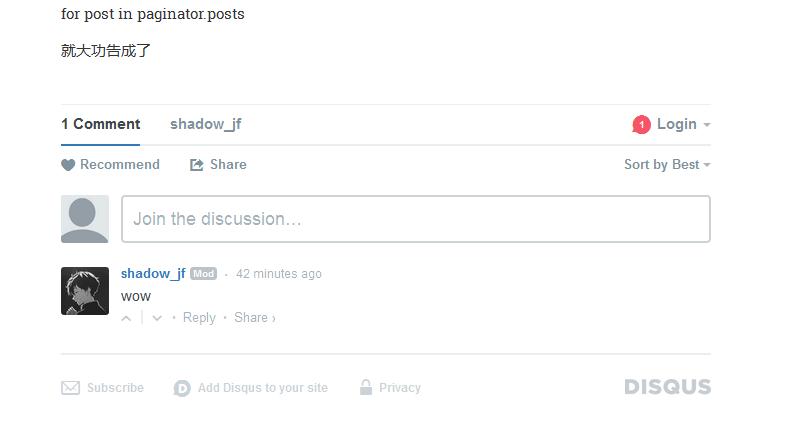 for post in paginator.posts
就大功告成了
1 Comment shadow_jf 1 Login
Recommend Share Sort by Best
Join the discussion...
shadow_jf Mod · 42 minutes ago
wow
· Reply · Share ›
Subscribe D Add Disqus to your site Privacy DISQUS